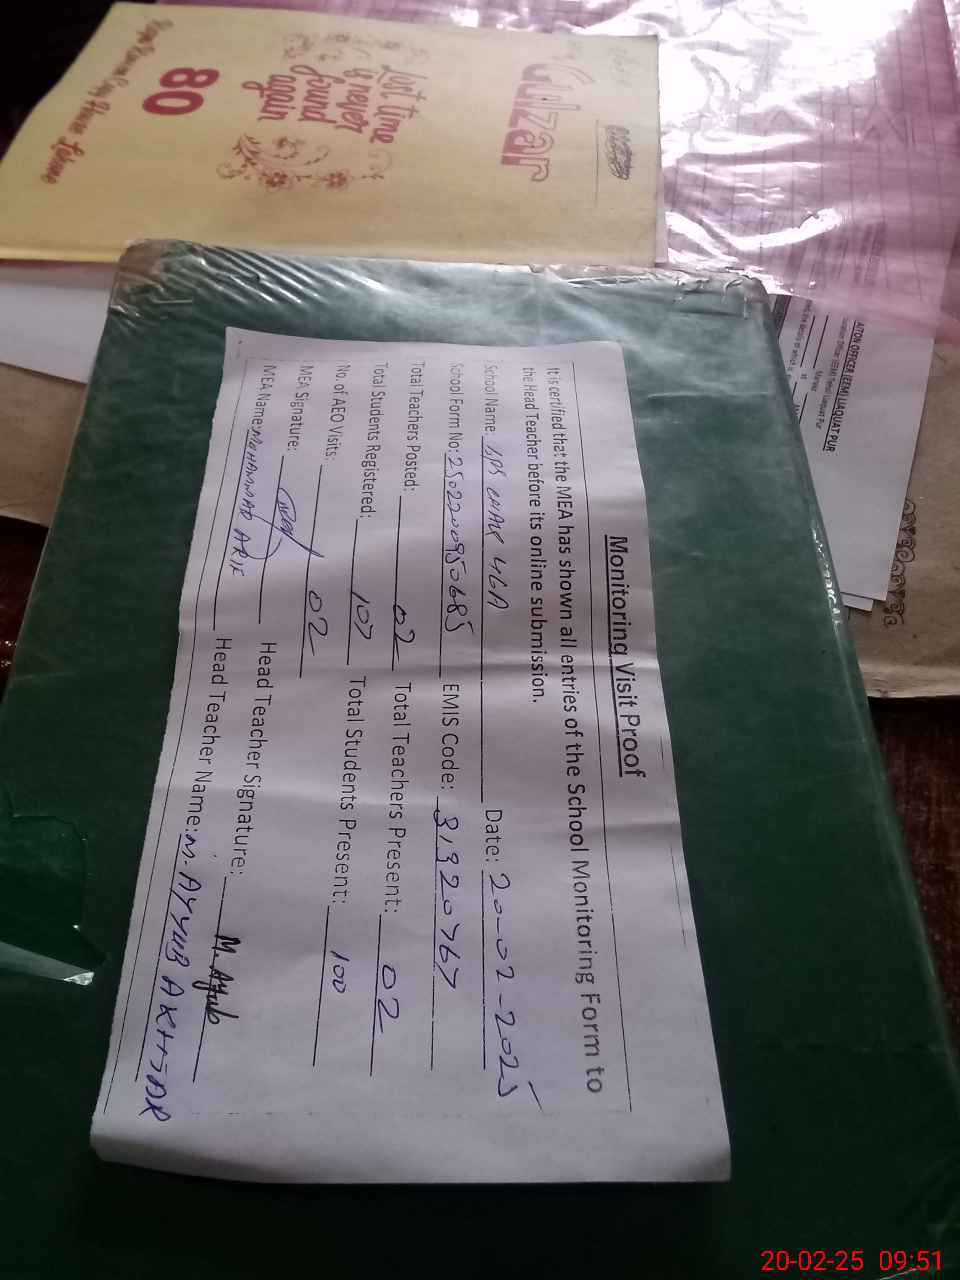 Gulzar
Lost time
is never
found
again
80
Monitoring Visit Proof
It is certified that the MEA has shown all entries of the School Monitoring Form to
the Head Teacher before its online submission.
School Name: GPS CHAK 46A Date: 20-02-2025
School Form No: 2502200950685 EMIS Code: 31320767
Total Teachers Posted: 02 Total Teachers Present: 02
Total Students Registered: 107 Total Students Present: 100
No. of AEO Visits: 02
MEA Signature: Head Teacher Signature: M. Ayub
MEA Name: MUHAMMAD ARIF Head Teacher Name: M. AYYUB AKHTAR
LIAQUAT PUR
20-02-25 09:51